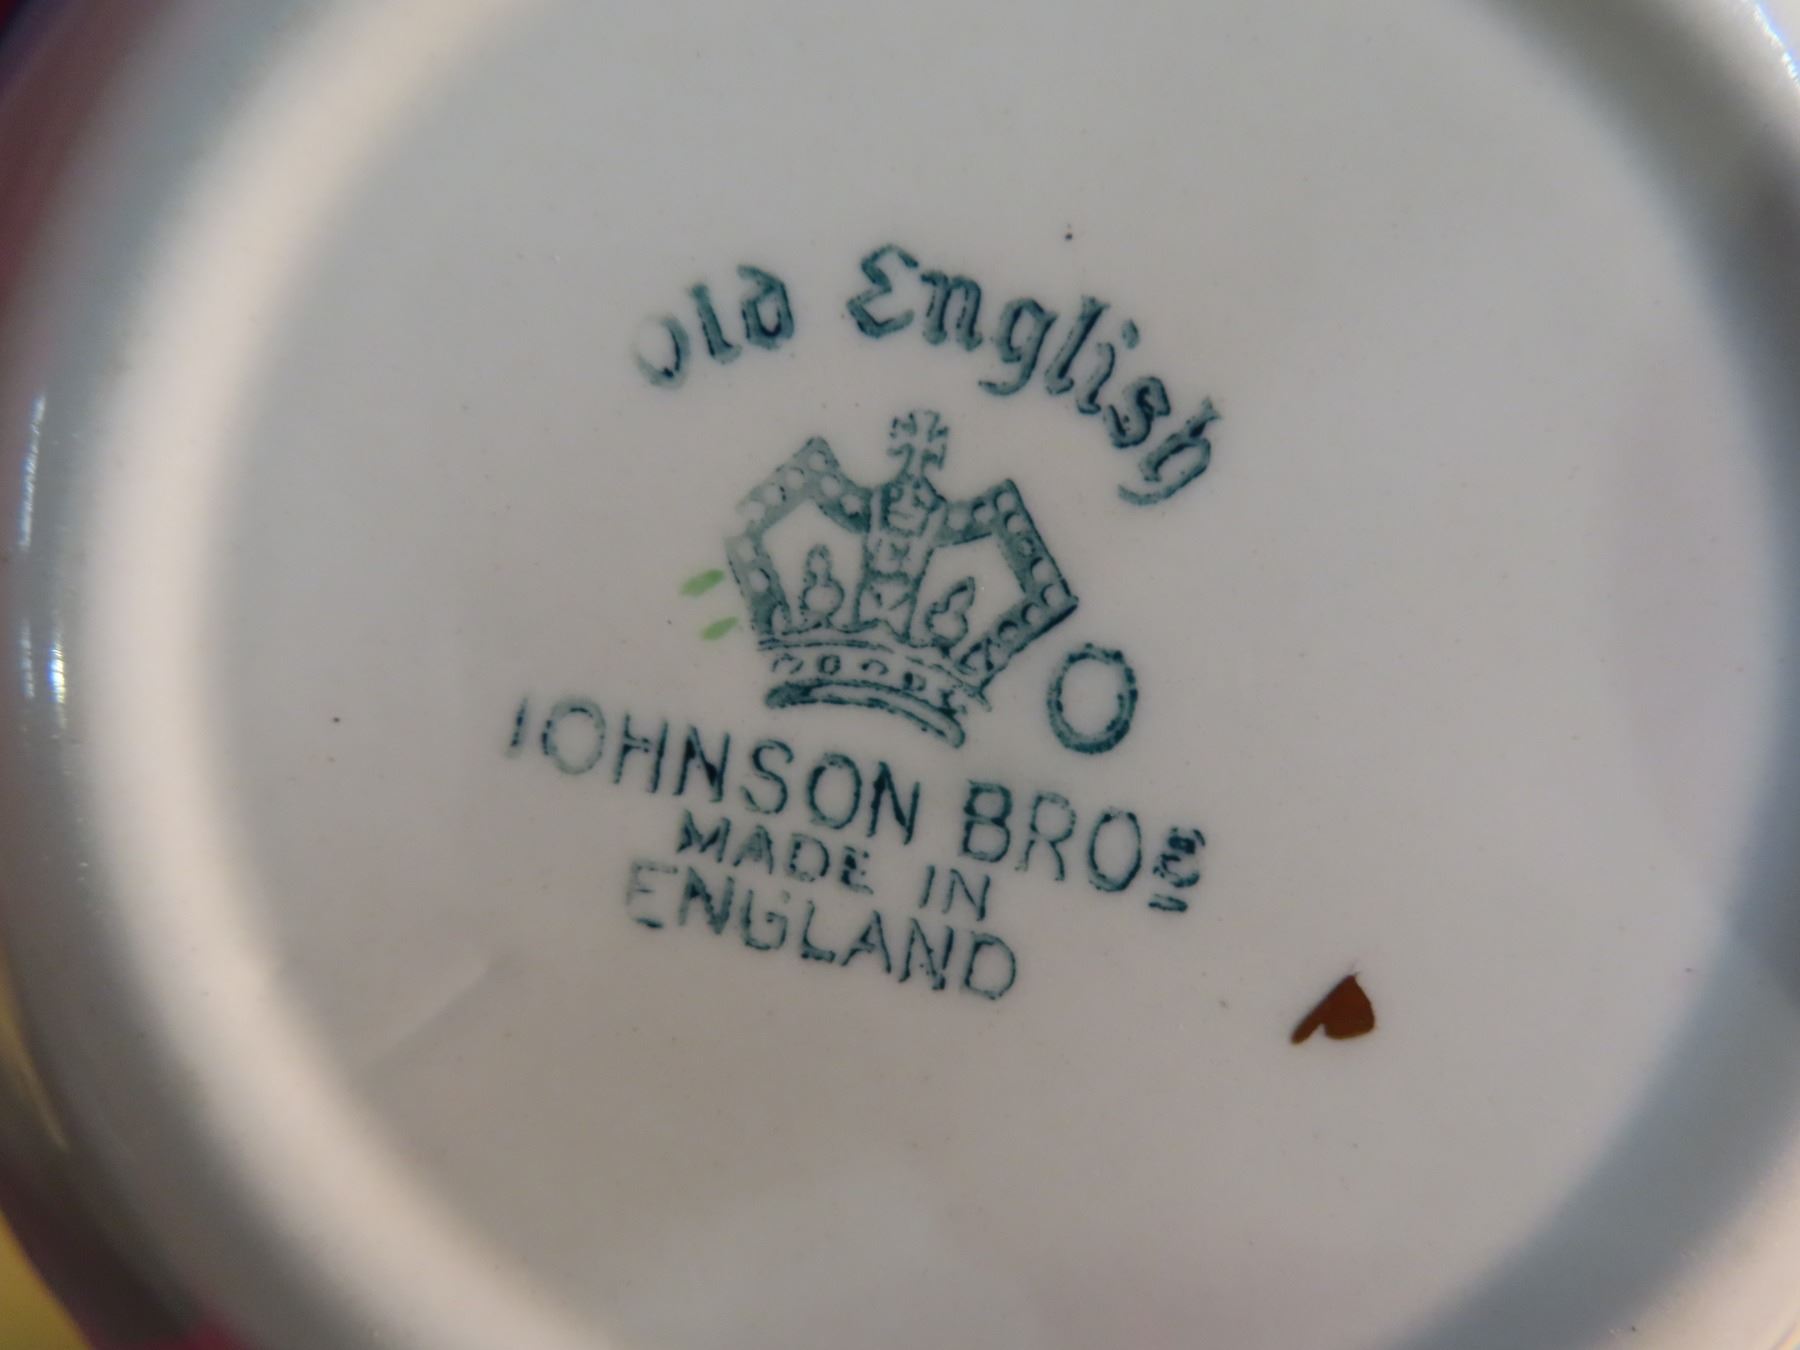 Old English
O
JOHNSON BROS
MADE IN
ENGLAND